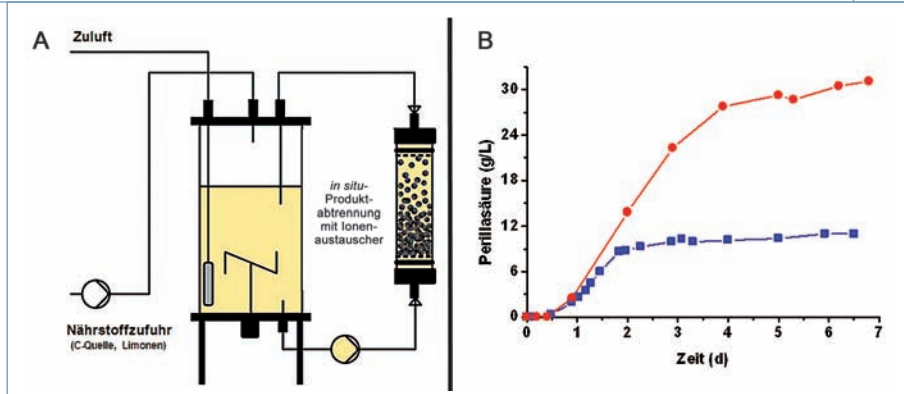 A
Zuluft
in situ-
Produkt-
abtrennung
mit Ionen-
austauscher
Nährstoffzufuhr
(C-Quelle, Limonen)
B
Perillasäure (g/L)
30
24
18
12
6
0
0 1 2 3 4 5 6 7
Zeit (d)